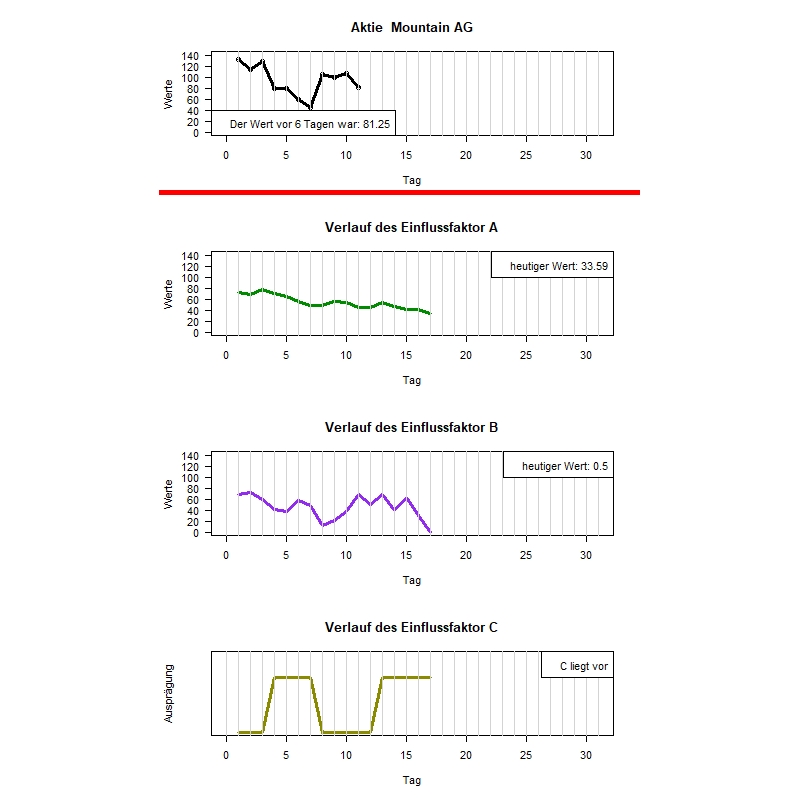 Aktie  Mountain AG
Werte
140
120
100
80
60
40
20
0
Der Wert vor 6 Tagen war: 81.25
0 5 10 15 20 25 30
Tag
Verlauf des Einflussfaktor A
Werte
140
120
100
80
60
40
20
0
heutiger Wert: 33.59
0 5 10 15 20 25 30
Tag
Verlauf des Einflussfaktor B
Werte
140
120
100
80
60
40
20
0
heutiger Wert: 0.5
0 5 10 15 20 25 30
Tag
Verlauf des Einflussfaktor C
Ausprägung
C liegt vor
0 5 10 15 20 25 30
Tag